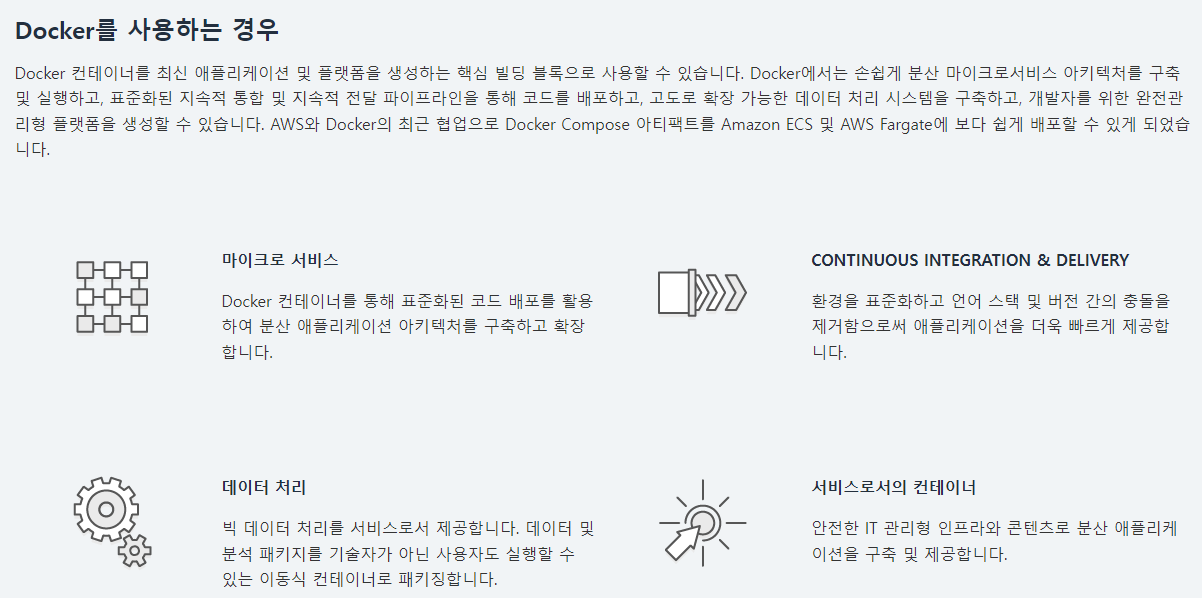 Docker를 사용하는 경우
Docker 컨테이너를 최신 애플리케이션 및 플랫폼을 생성하는 핵심 빌딩 블록으로 사용할 수 있습니다. Docker에서는 손쉽게 분산 마이크로서비스 아키텍처를 구축
및 실행하고, 표준화된 지속적 통합 및 지속적 전달 파이프라인을 통해 코드를 배포하고, 고도로 확장 가능한 데이터 처리 시스템을 구축하고, 개발자를 위한 완전관
리형 플랫폼을 생성할 수 있습니다. AWS와 Docker의 최근 협업으로 Docker Compose 아티팩트를 Amazon ECS 및 AWS Fargate에 보다 쉽게 배포할 수 있게 되었습
니다.
마이크로 서비스
Docker 컨테이너를 통해 표준화된 코드 배포를 활용
하여 분산 애플리케이션 아키텍처를 구축하고 확장
합니다.
CONTINUOUS INTEGRATION & DELIVERY
환경을 표준화하고 언어 스택 및 버전 간의 충돌을
제거함으로써 애플리케이션을 더욱 빠르게 제공합
니다.
데이터 처리
빅 데이터 처리를 서비스로서 제공합니다. 데이터 및
분석 패키지를 기술자가 아닌 사용자도 실행할 수
있는 이동식 컨테이너로 패키징합니다.
서비스로서의 컨테이너
안전한 IT 관리형 인프라와 콘텐츠로 분산 애플리케
이션을 구축 및 제공합니다.